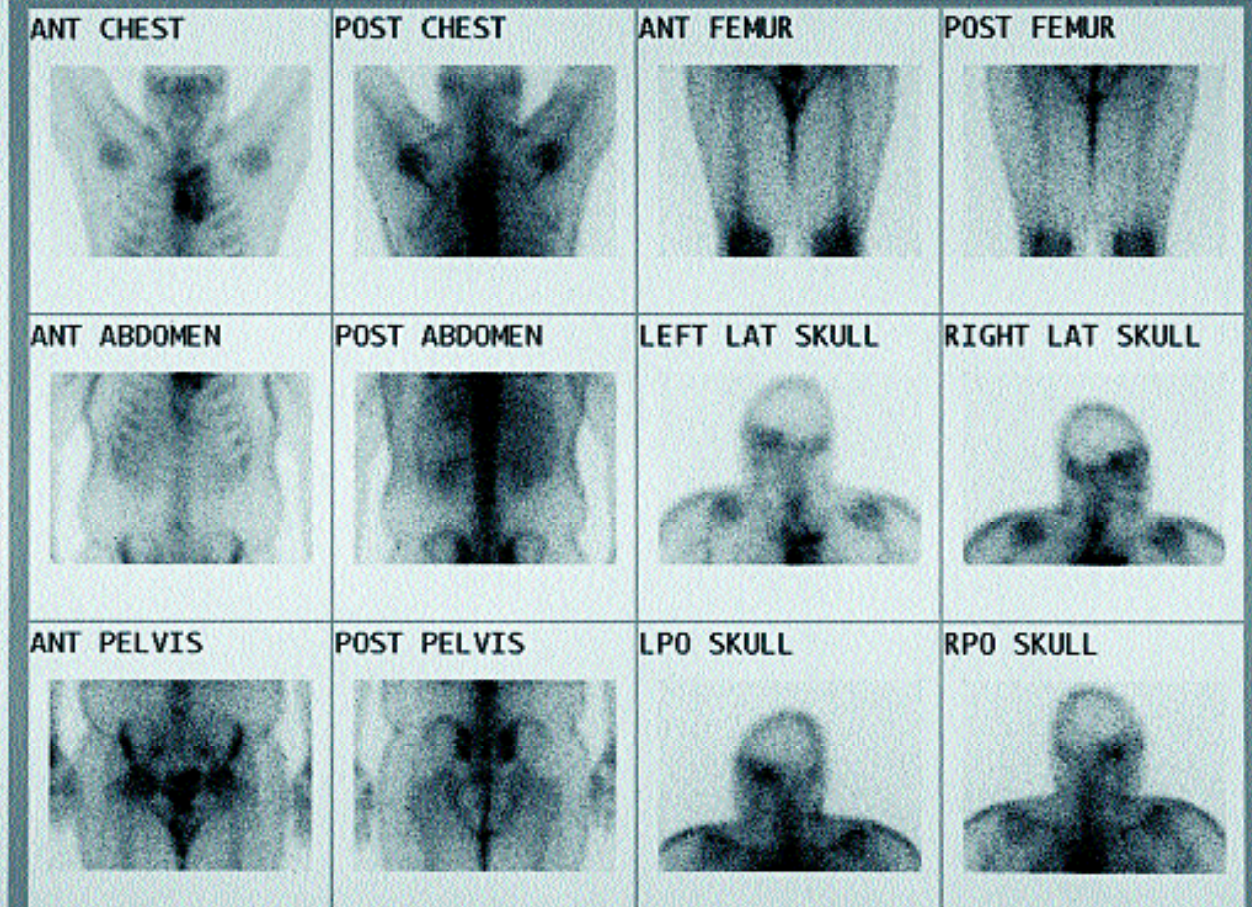 ANT CHEST
POST CHEST
ANT FEMUR
POST FEMUR
ANT ABDOMEN
POST ABDOMEN
LEFT LAT SKULL
RIGHT LAT SKULL
ANT PELVIS
POST PELVIS
LPO SKULL
RPO SKULL